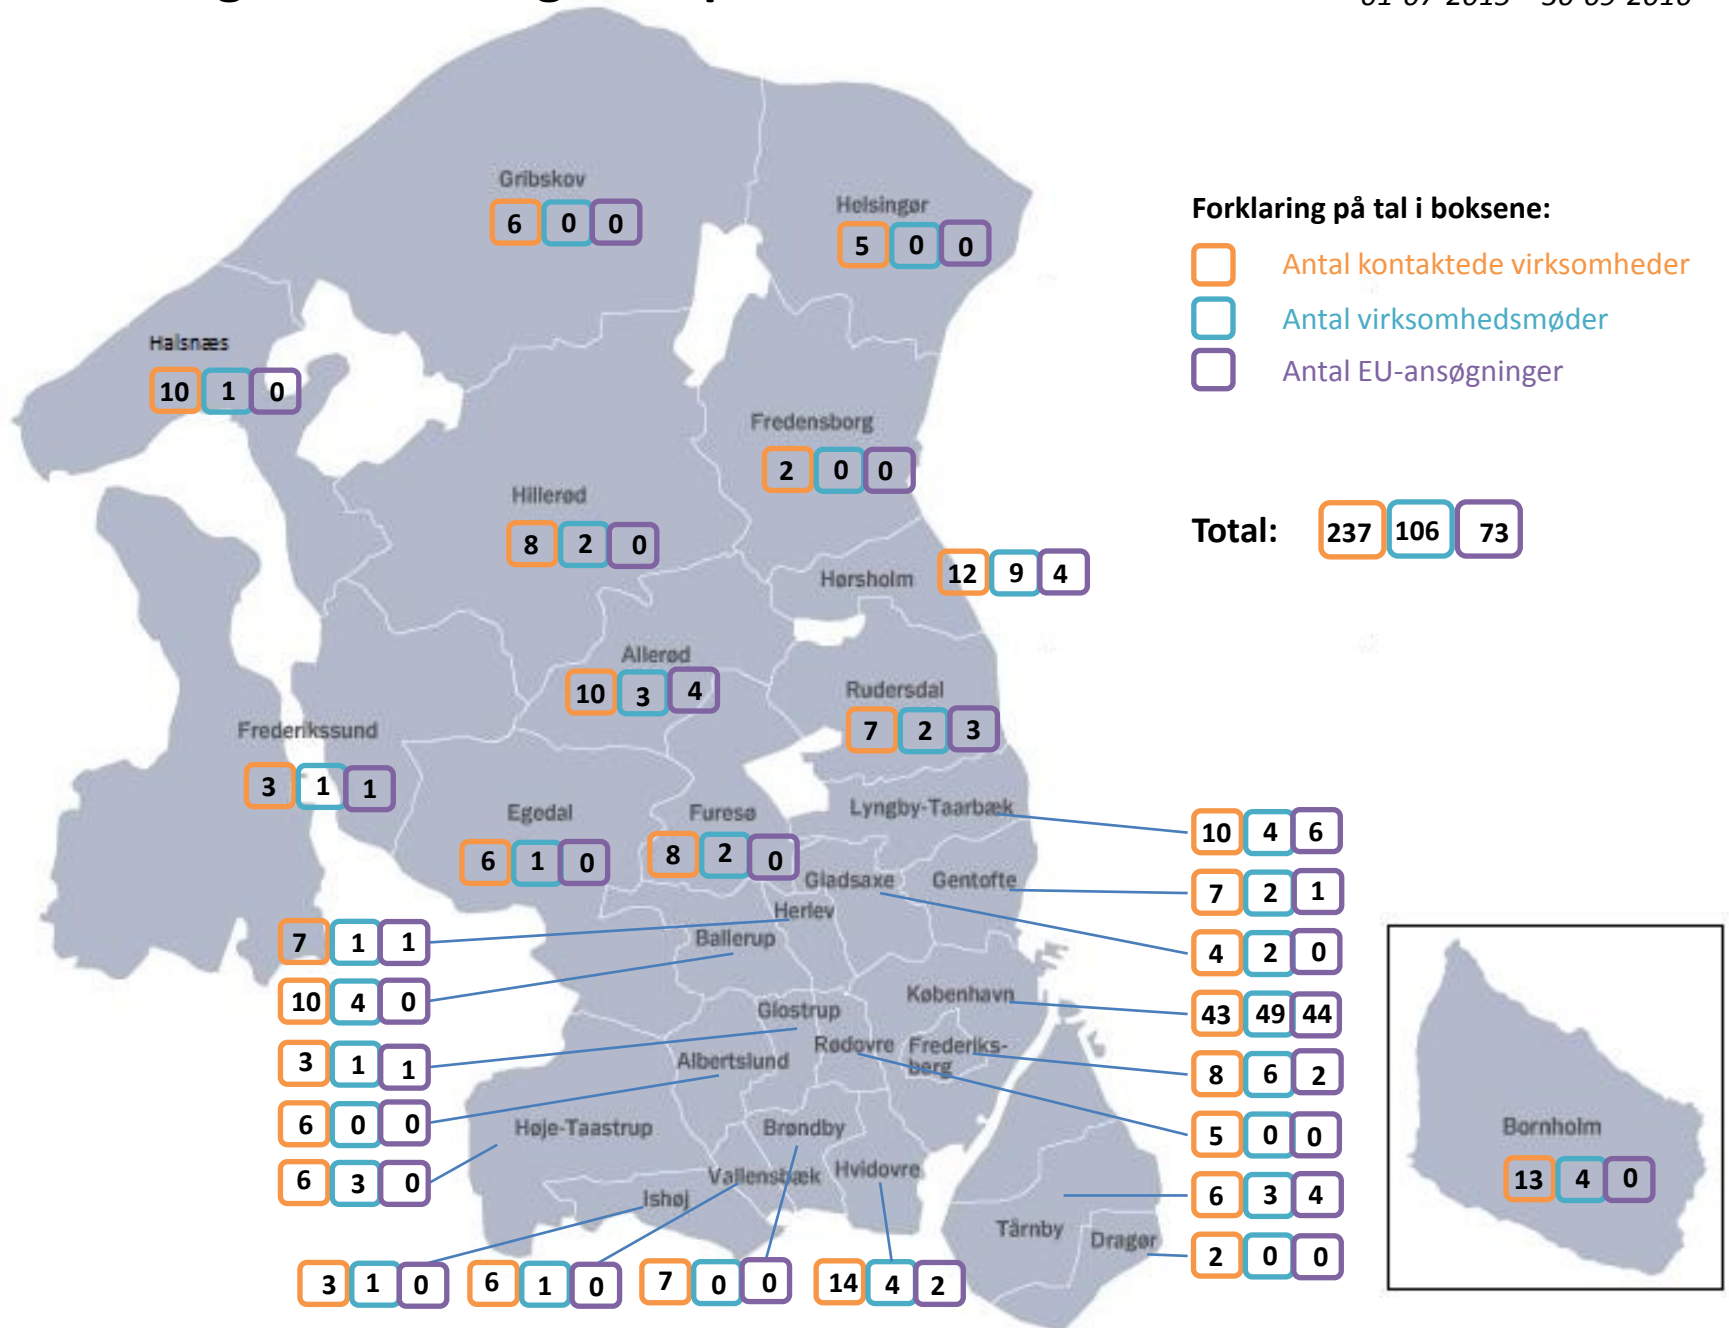 Gribskov
6 0 0
Helsingør
5 0 0
Forklaring på tal i boksene:
Antal kontaktede virksomheder
Antal virksomhedsmøder
Antal EU-ansøgninger
Halsnæs
10 1 0
Fredensborg
2 0 0
Hillerød
8 2 0
Total: 237 106 73
Hørsholm 12 9 4
Allerød
10 3 4
Rudersdal
7 2 3
Frederikssund
3 1 1
Egedal
6 1 0
Furesø
8 2 0
Lyngby-Taarbæk
10 4 6
Gladsaxe
Gentofte
7 2 1
Herlev
7 1 1
Ballerup
4 2 0
10 4 0
København
43 49 44
Glostrup
3 1 1
Rødovre
Frederiks-
berg
8 6 2
Albertslund
6 0 0
Høje-Taastrup
Brøndby
5 0 0
6 3 0
Vallensbæk
Hvidovre
Ishøj
6 3 4
Tårnby
Dragør
2 0 0
Bornholm
13 4 0
3 1 0
6 1 0
7 0 0
14 4 2